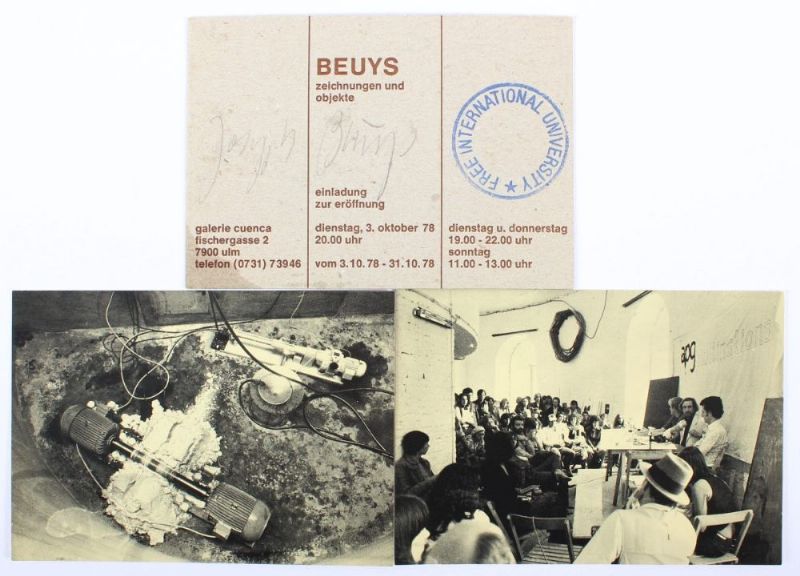 BEUYS
zeichnungen und
objekte
Joseph Beuys
FREE INTERNATIONAL UNIVERSITY ★
einladung
zur eröffnung
galerie cuenca
fischergasse 2
7900 ulm
telefon (0731) 73946
dienstag, 3. oktober 78
20.00 uhr
vom 3.10.78 - 31.10.78
dienstag u. donnerstag
19.00 - 22.00 uhr
sonntag
11.00 - 13.00 uhr
apg